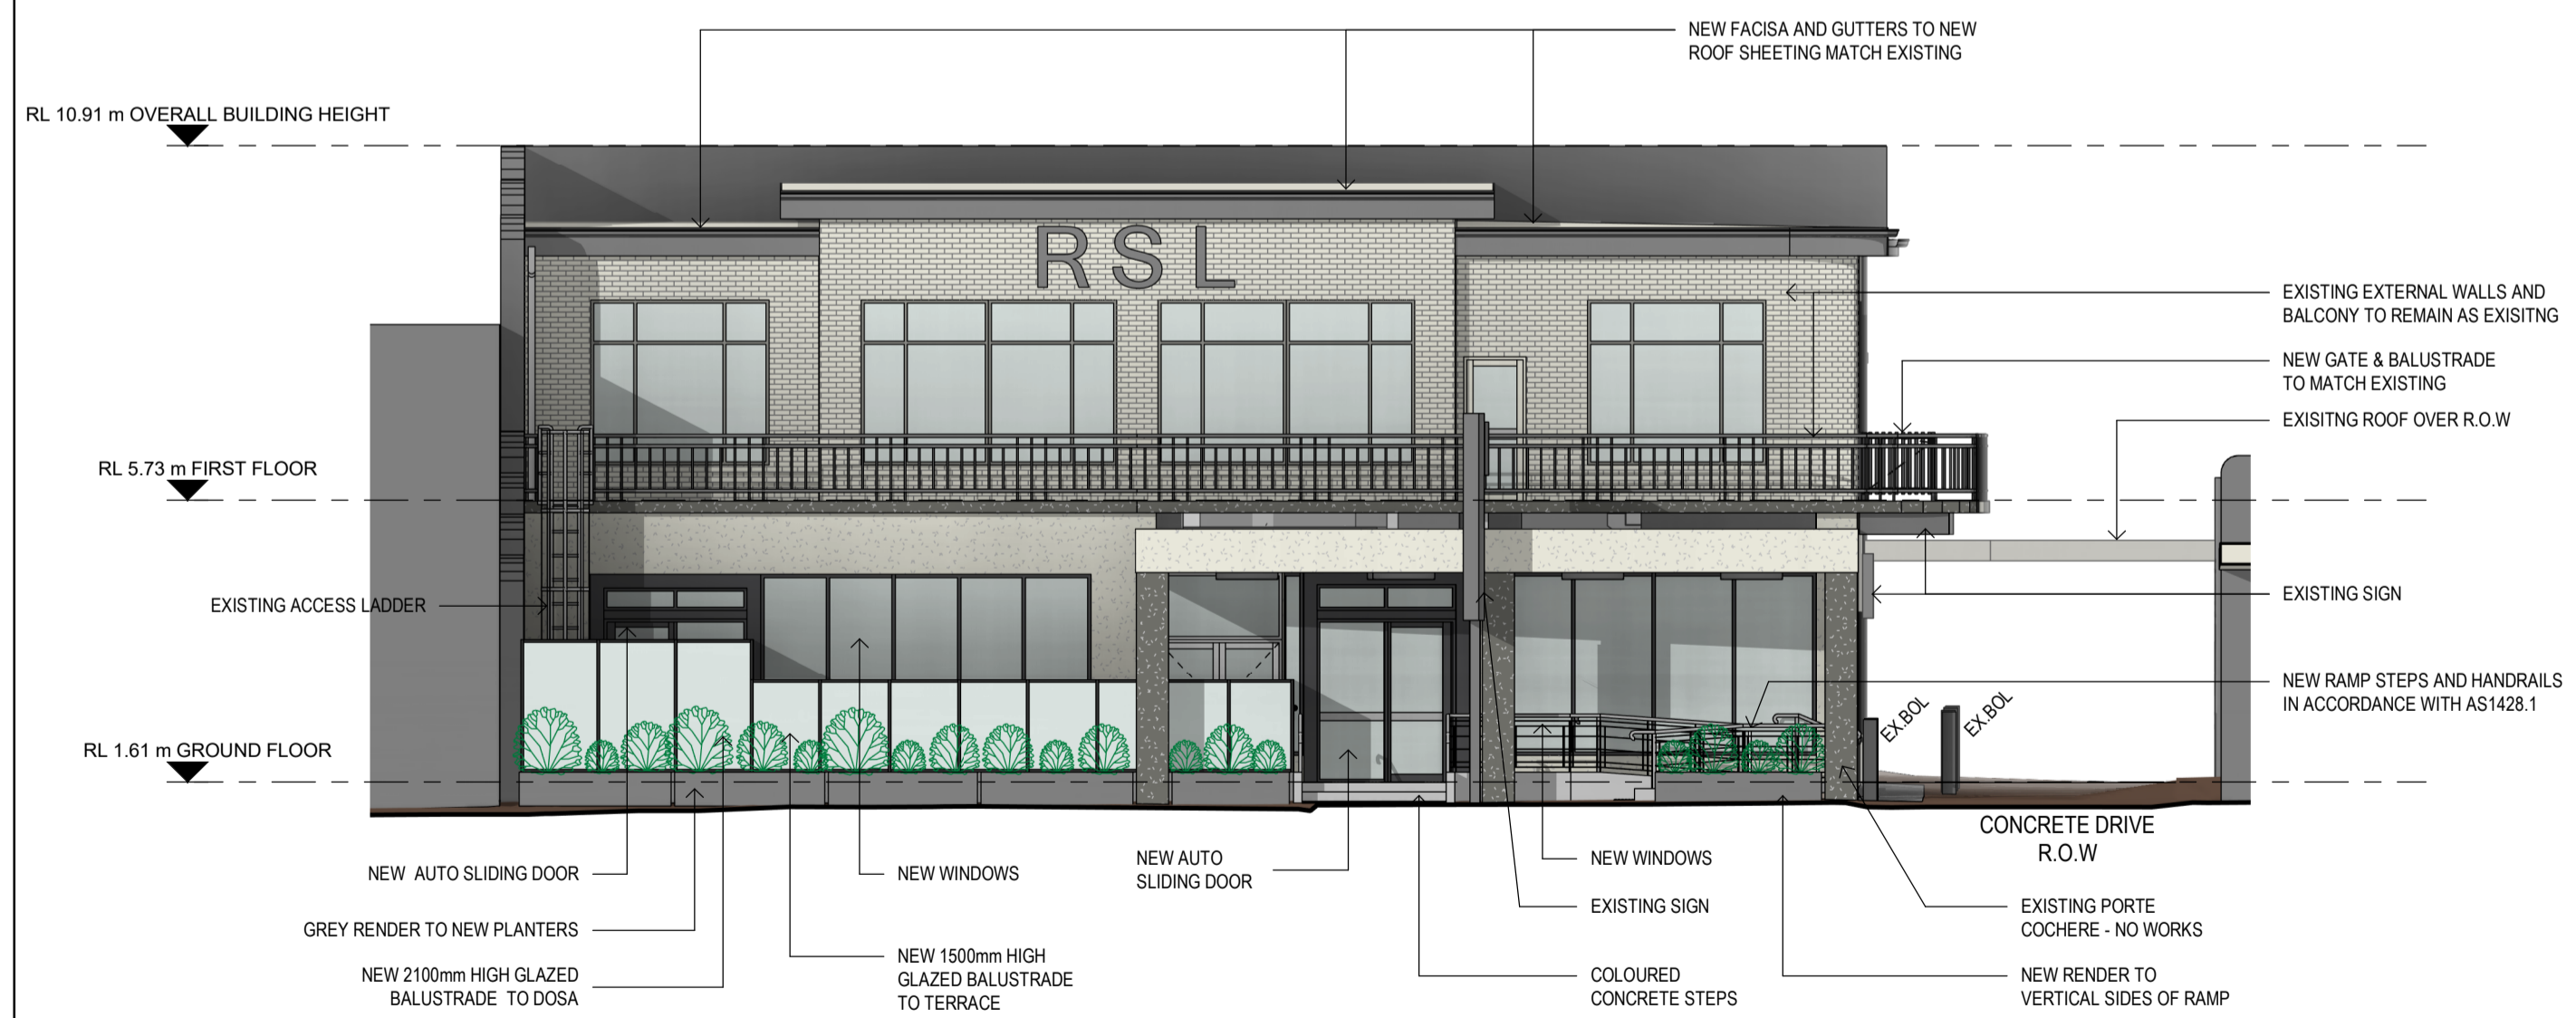 NEW FACISA AND GUTTERS TO NEW
ROOF SHEETING MATCH EXISTING
RL 10.91 m OVERALL BUILDING HEIGHT
RSL
EXISTING EXTERNAL WALLS AND
BALCONY TO REMAIN AS EXISITNG
NEW GATE & BALUSTRADE
TO MATCH EXISTING
EXISITNG ROOF OVER R.O.W
RL 5.73 m FIRST FLOOR
EXISTING ACCESS LADDER
EXISTING SIGN
NEW RAMP STEPS AND HANDRAILS
IN ACCORDANCE WITH AS1428.1
EX.BOL
EX.BOL
RL 1.61 m GROUND FLOOR
CONCRETE DRIVE
R.O.W
NEW AUTO SLIDING DOOR
NEW WINDOWS
NEW AUTO
SLIDING DOOR
NEW WINDOWS
GREY RENDER TO NEW PLANTERS
EXISTING SIGN
EXISTING PORTE
COCHERE - NO WORKS
NEW 2100mm HIGH GLAZED
BALUSTRADE TO DOSA
NEW 1500mm HIGH
GLAZED BALUSTRADE
TO TERRACE
COLOURED
CONCRETE STEPS
NEW RENDER TO
VERTICAL SIDES OF RAMP